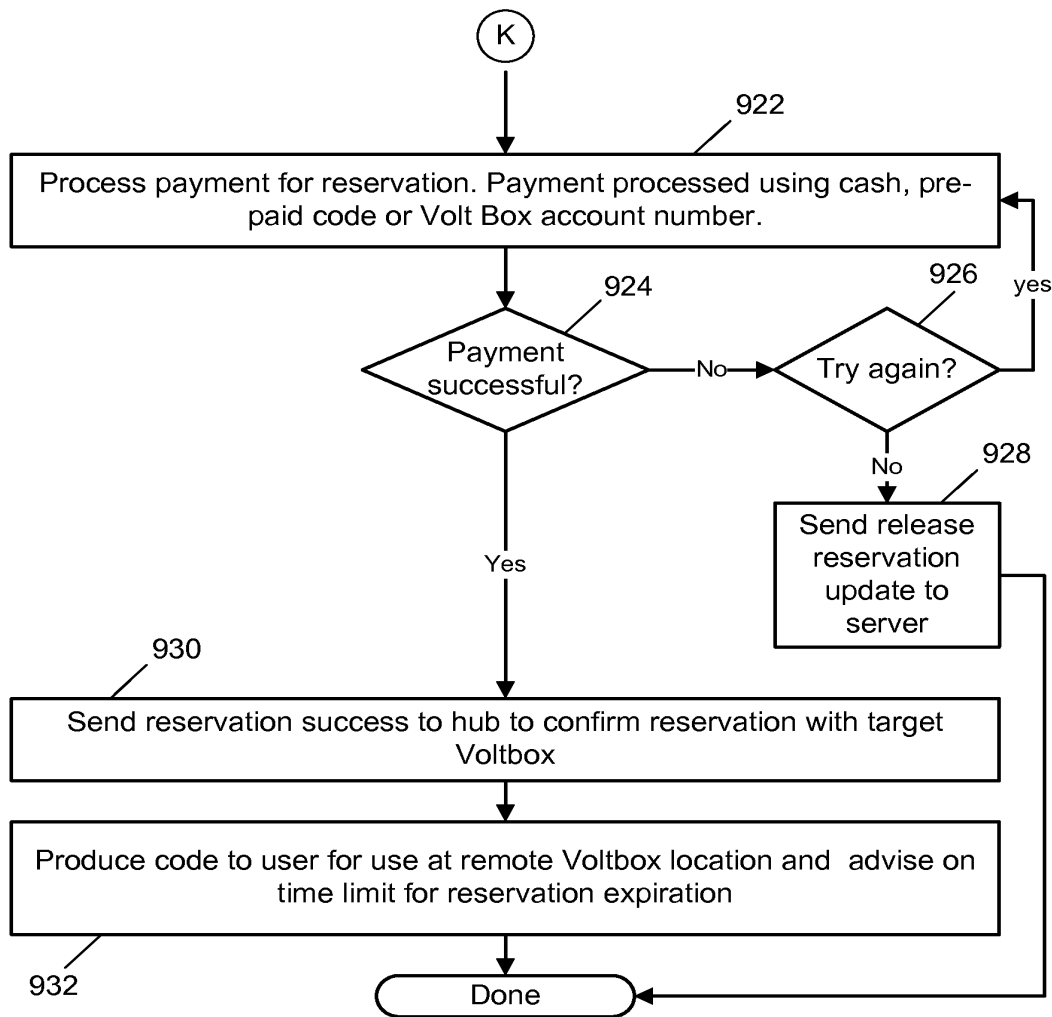 K
922
Process payment for reservation. Payment processed using cash, pre-
paid code or Volt Box account number.
924
926
yes
Payment
successful?
No
Try again?
No
928
Send release
reservation
update to
server
Yes
930
Send reservation success to hub to confirm reservation with target
Voltbox
Produce code to user for use at remote Voltbox location and  advise on
time limit for reservation expiration
932
Done